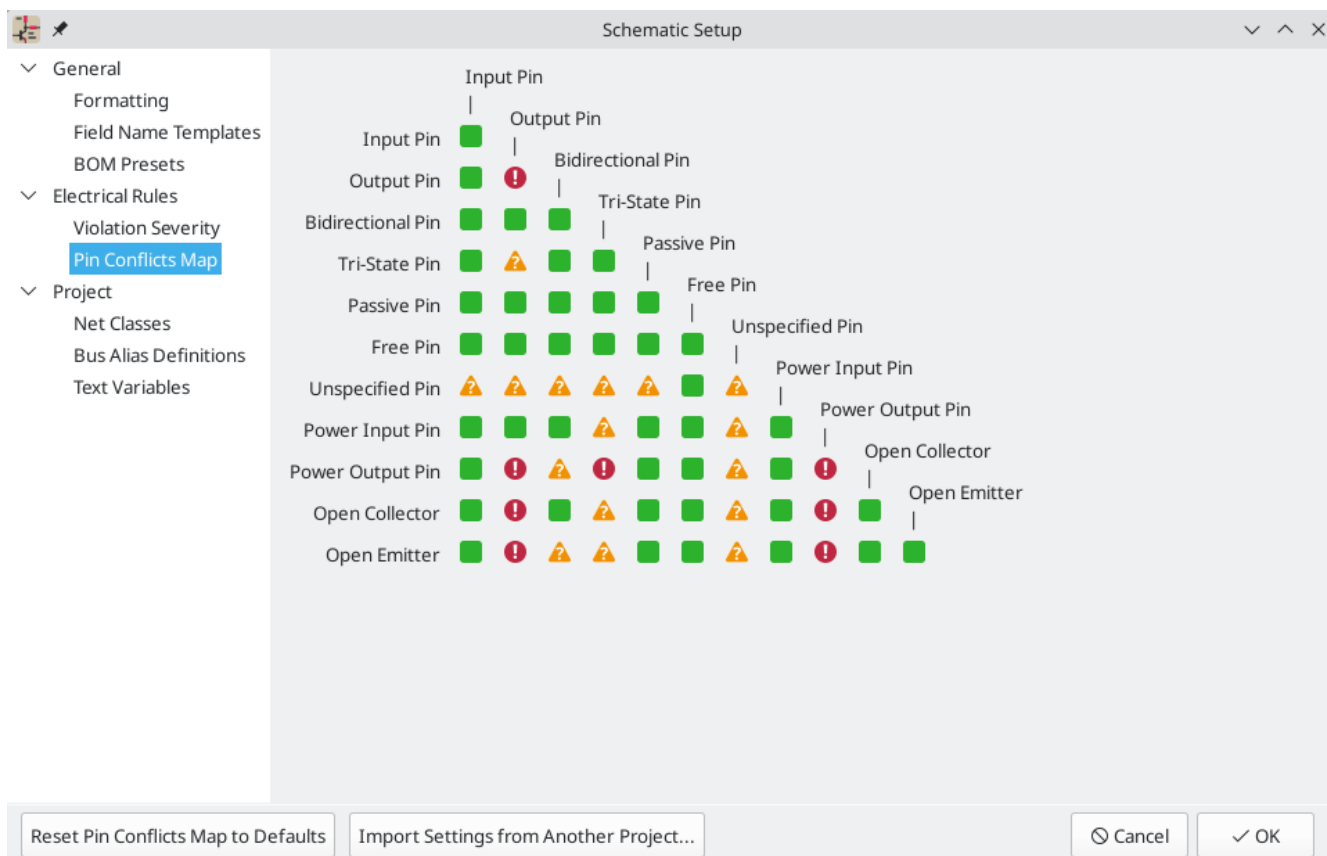 Schematic Setup
General
Formatting
Field Name Templates
BOM Presets
Electrical Rules
Violation Severity
Pin Conflicts Map
Project
Net Classes
Bus Alias Definitions
Text Variables
Input Pin
Output Pin
Input Pin
Bidirectional Pin
Output Pin
Tri-State Pin
Bidirectional Pin
Passive Pin
Tri-State Pin
Free Pin
Passive Pin
Unspecified Pin
Free Pin
Power Input Pin
Unspecified Pin
Power Output Pin
Power Input Pin
Open Collector
Power Output Pin
Open Emitter
Open Collector
Open Emitter
Reset Pin Conflicts Map to Defaults
Import Settings from Another Project...
Cancel
OK